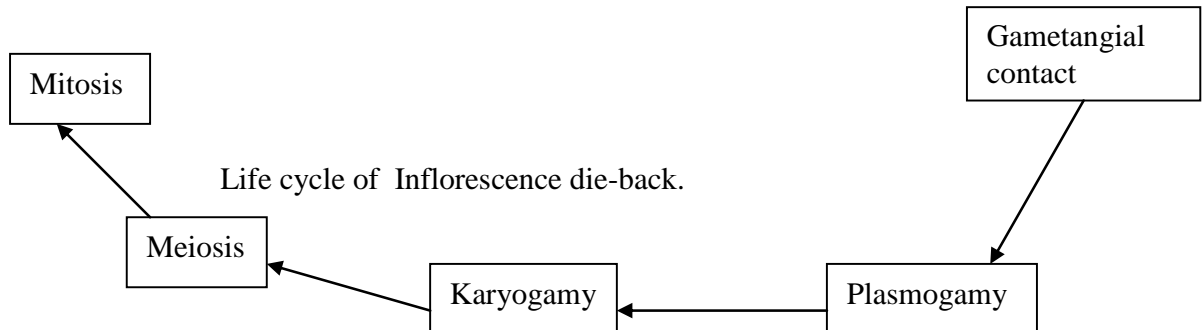 Gametangial
contact
Mitosis
Life cycle of  Inflorescence die-back.
Meiosis
Karyogamy
Plasmogamy